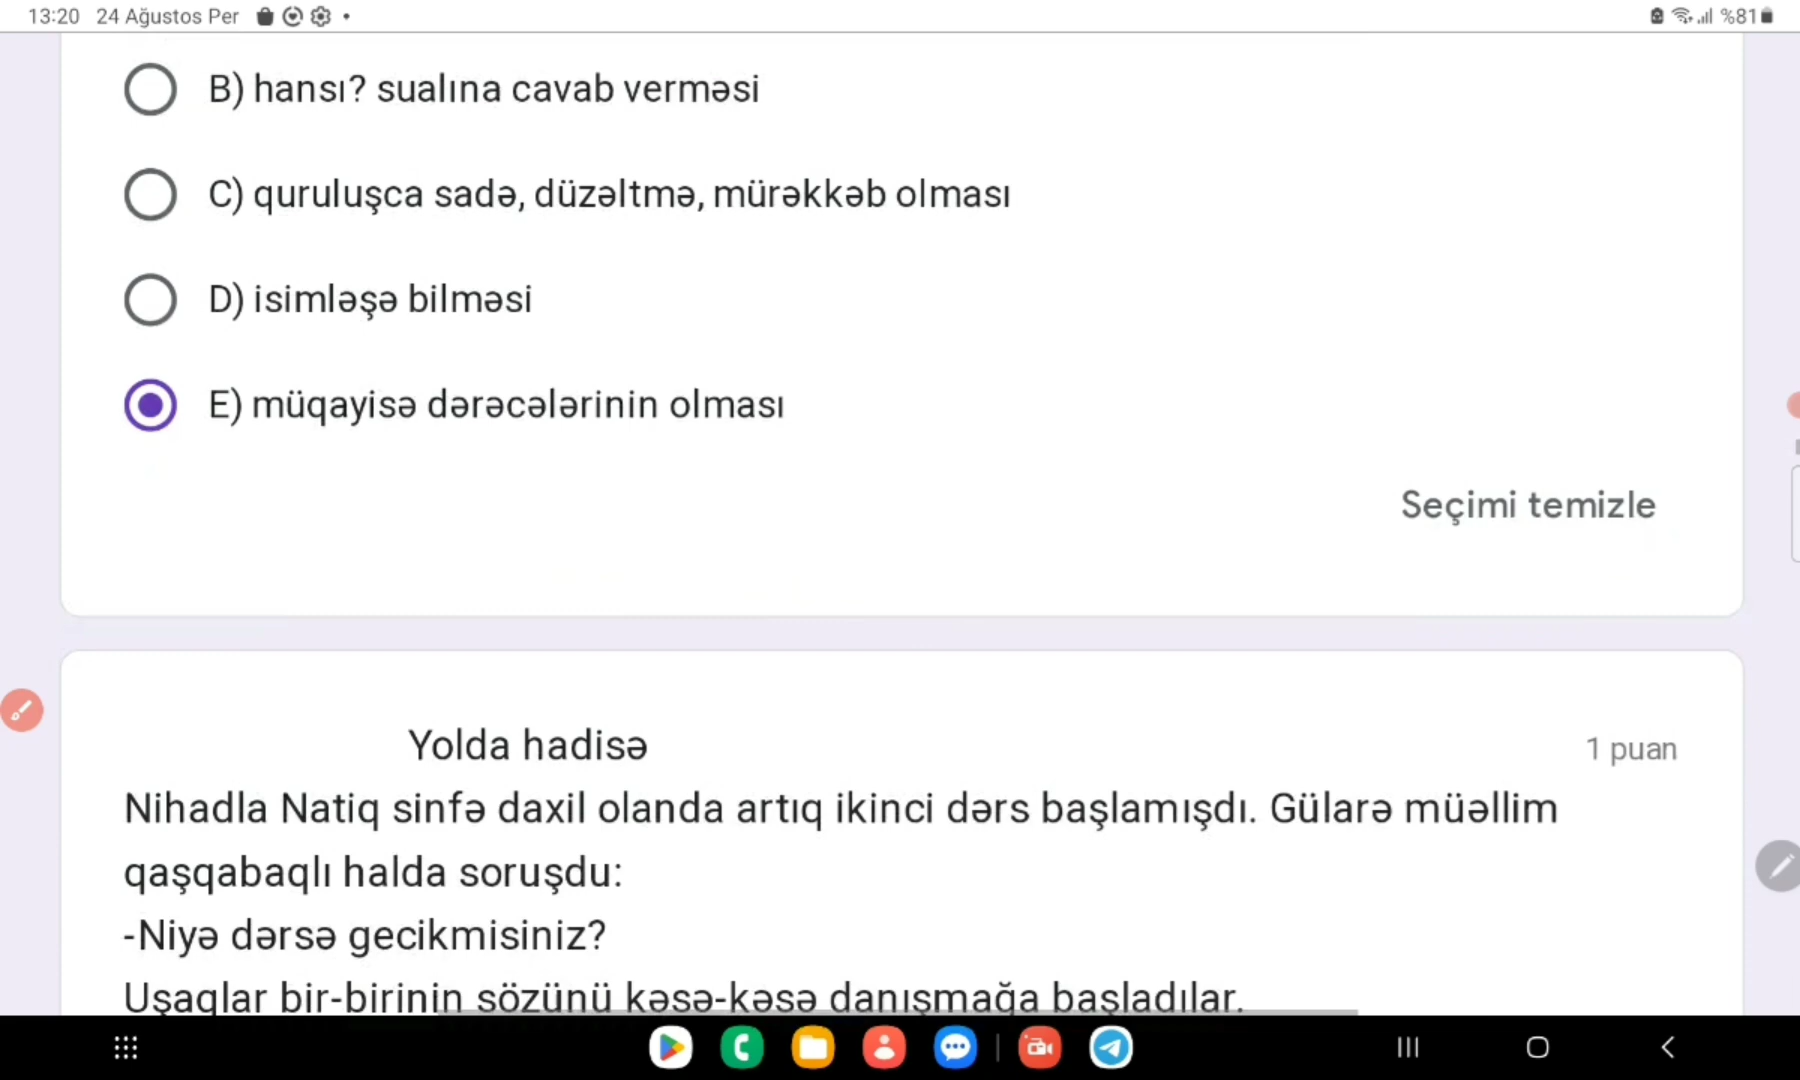 13:20 24 Ağustos Per
%81
B) hansı? sualına cavab verməsi
C) quruluşca sadə, düzəltmə, mürəkkəb olması
D) isimləşə bilməsi
E) müqayisə dərəcələrinin olması
Seçimi temizle
Yolda hadisə
1 puan
Nihadla Natiq sinfə daxil olanda artıq ikinci dərs başlamışdı. Gülarə müəllim
qaşqabaqlı halda soruşdu:
-Niyə dərsə gecikmisiniz?
Uşaqlar bir-birinin sözünü kəsə-kəsə danışmağa başladılar.